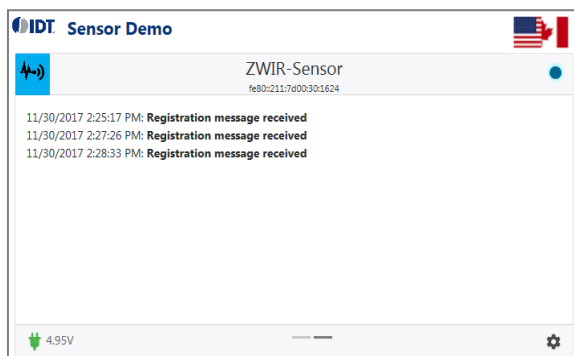 IDT. Sensor Demo
ZWIR-Sensor
fe80::211:7d00:30:1624
11/30/2017 2:25:17 PM: Registration message received
11/30/2017 2:27:26 PM: Registration message received
11/30/2017 2:28:33 PM: Registration message received
4.95V